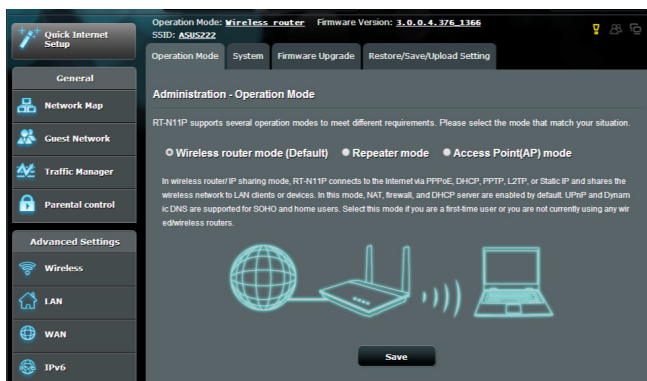 Quick Internet
Setup
General
Network Map
Guest Network
Traffic Manager
Parental control
Advanced Settings
Wireless
LAN
WAN
IPv6
Operation Mode: Wireless router Firmware Version: 3.0.0.4.376_1366
SSID: ASUS222
Operation Mode System Firmware Upgrade Restore/Save/Upload Setting
Administration - Operation Mode
RT-N11P supports several operation modes to meet different requirements. Please select the mode that match your situation.
Wireless router mode (Default) Repeater mode Access Point(AP) mode
In wireless router/ IP sharing mode, RT-N11P connects to the Internet via PPPoE, DHCP, PPTP, L2TP, or Static IP and shares the
wireless network to LAN clients or devices. In this mode, NAT, firewall, and DHCP server are enabled by default. UPnP and Dynam
ic DNS are supported for SOHO and home users. Select this mode if you are a first-time user or you are not currently using any wir
ed/wireless routers.
Save